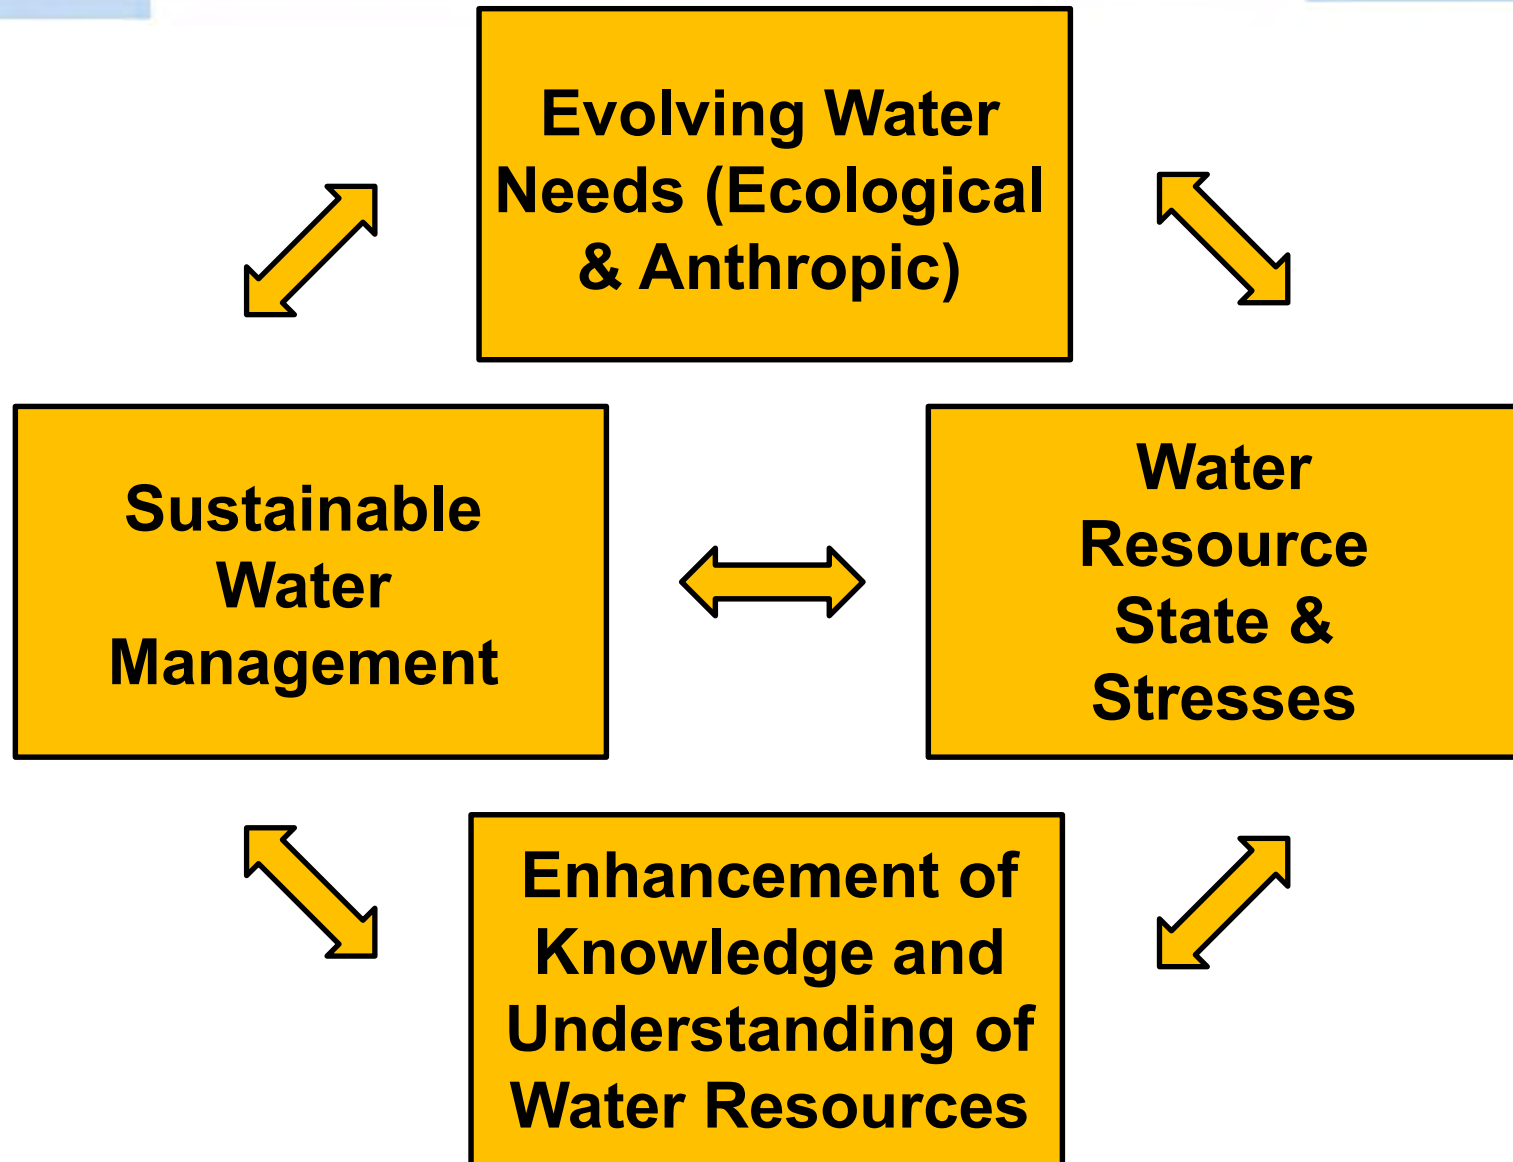 Evolving Water
Needs (Ecological
& Anthropic)
Sustainable
Water
Management
Water
Resource
State &
Stresses
Enhancement of
Knowledge and
Understanding of
Water Resources